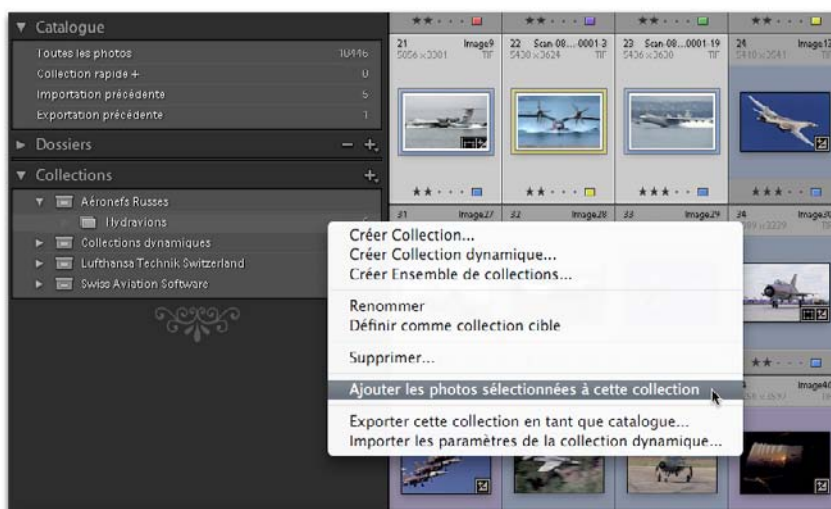 Catalogue
Toutes les photos 10446
Collection rapide + 0
Importation précédente 5
Exportation précédente 1
Dossiers
Collections
Aéronefs Russes
Hydravions
Collections dynamiques
Lufthansa Technik Switzerland
Swiss Aviation Software
21 Image9
5056 x 3301 TIF
22 Scan-08...0001-3
5430 x 3624 TIF
23 Scan-08...0001-19
5436 x 3630 TIF
24 Image13
5410 x 3541
31 Image27
32 Image28
33 Image29
34 Image30
Créer Collection...
Créer Collection dynamique...
Créer Ensemble de collections...
Renommer
Définir comme collection cible
Supprimer...
Ajouter les photos sélectionnées à cette collection
Exporter cette collection en tant que catalogue...
Importer les paramètres de la collection dynamique...
Image40